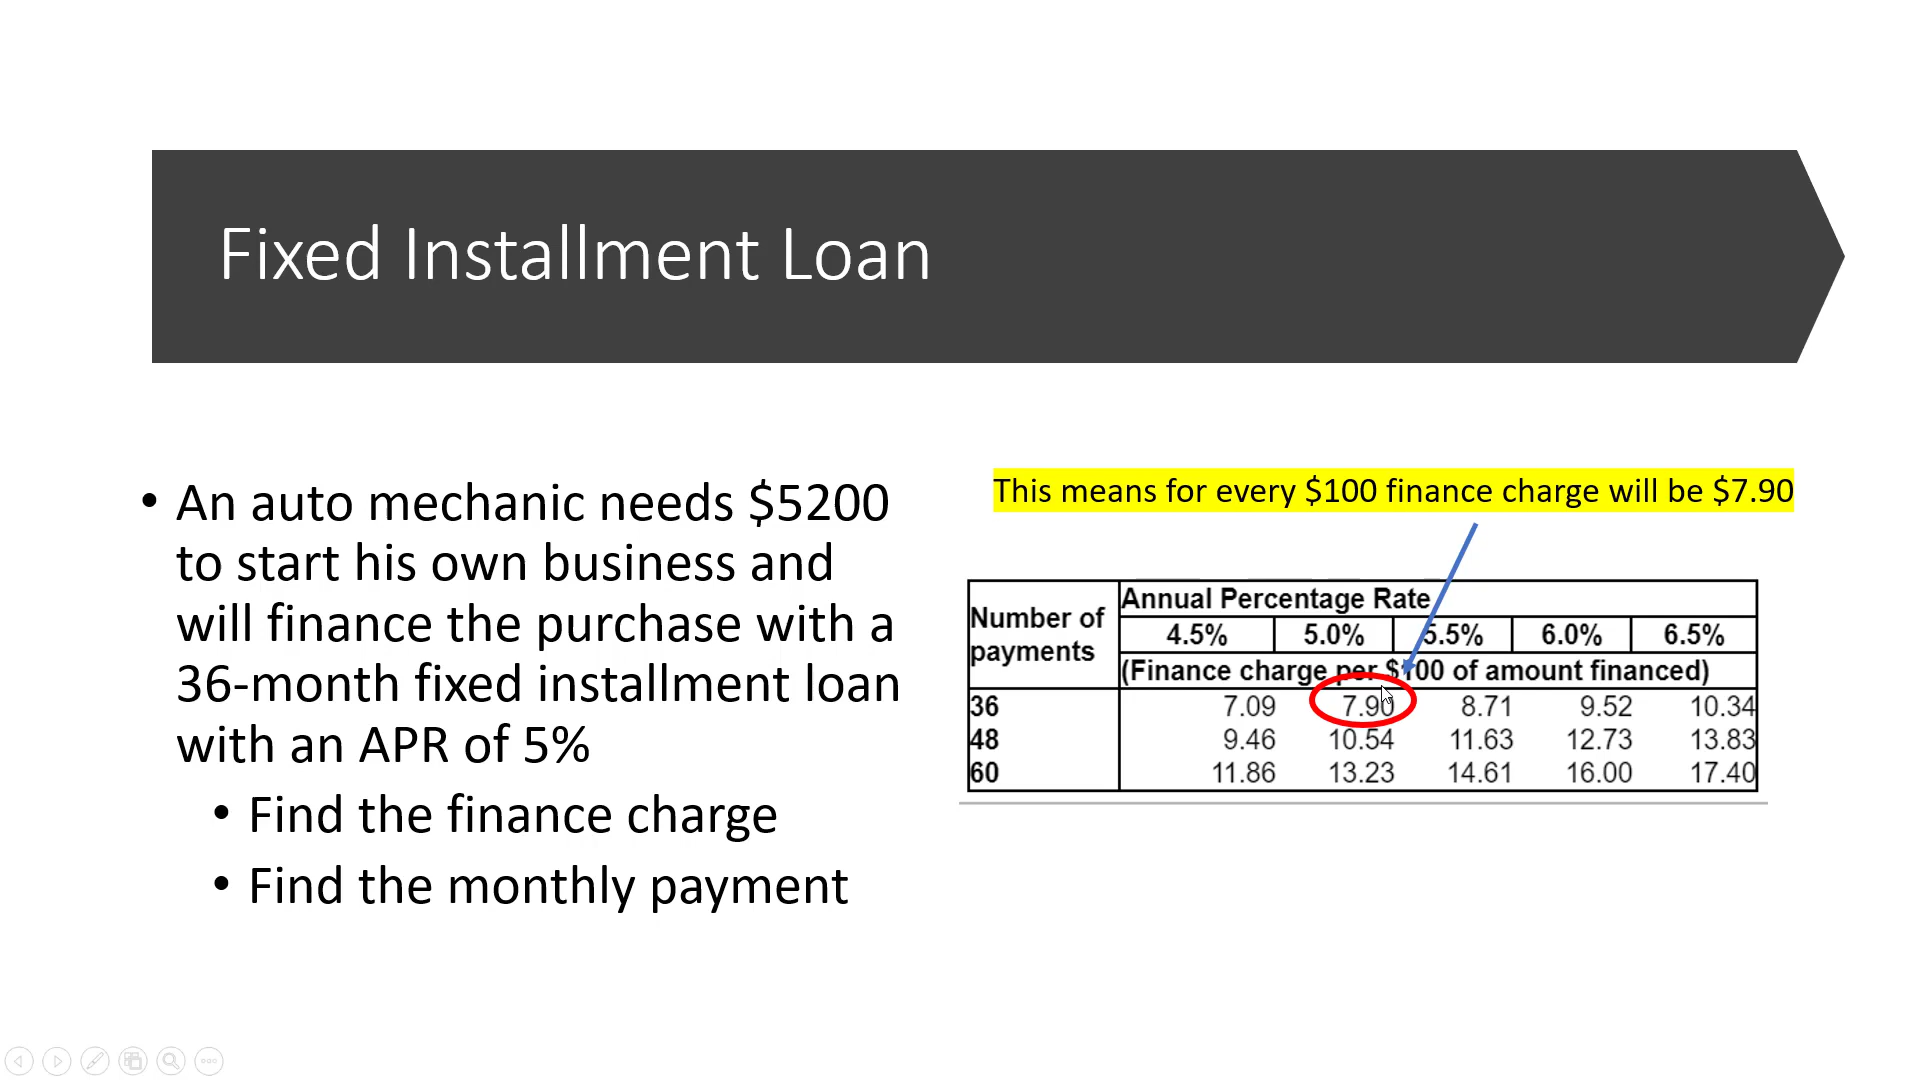 Fixed Installment Loan
• An auto mechanic needs $5200
to start his own business and
will finance the purchase with a
36-month fixed installment loan
with an APR of 5%
• Find the finance charge
• Find the monthly payment
This means for every $100 finance charge will be $7.90
Number of payments
Annual Percentage Rate
4.5% 5.0% 5.5% 6.0% 6.5%
(Finance charge per $100 of amount financed)
36 7.09 7.90 8.71 9.52 10.34
48 9.46 10.54 11.63 12.73 13.83
60 11.86 13.23 14.61 16.00 17.40